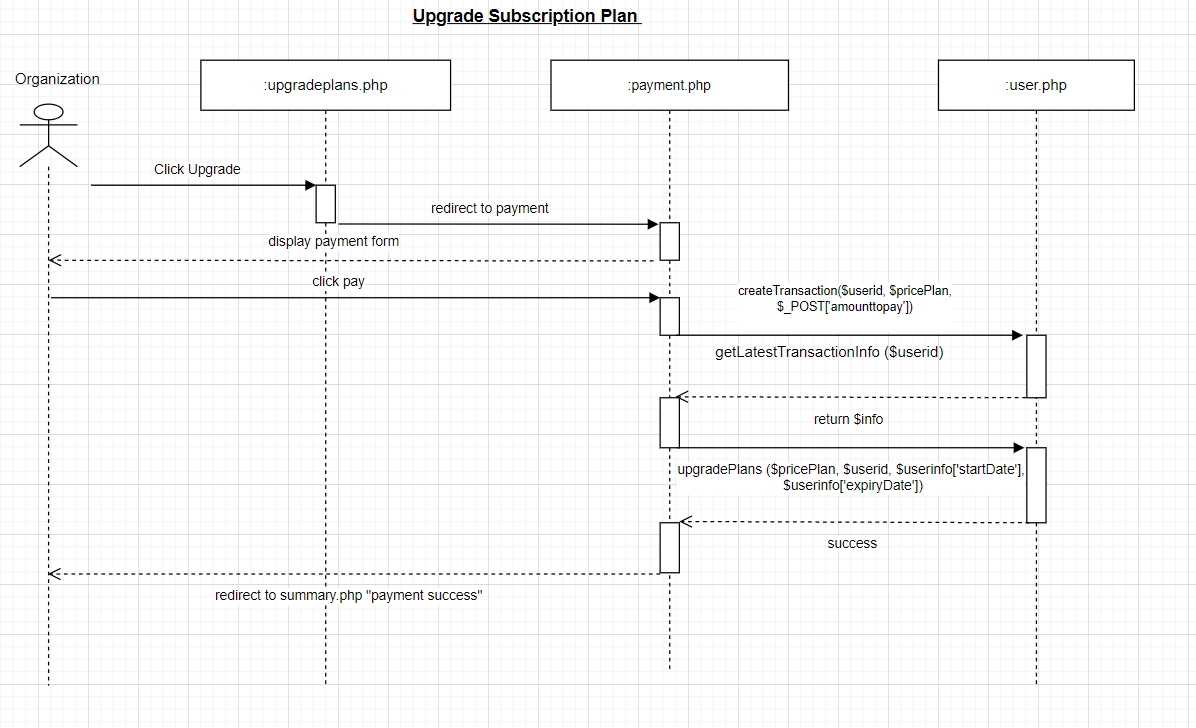 Upgrade Subscription Plan
Organization
:upgradeplans.php
:payment.php
:user.php
Click Upgrade
redirect to payment
display payment form
click pay
createTransaction($userid, $pricePlan,
$_POST['amounttopay'])
getLatestTransactionInfo ($userid)
return $info
upgradePlans ($pricePlan, $userid, $userinfo['startDate'],
$userinfo['expiryDate'])
success
redirect to summary.php "payment success"